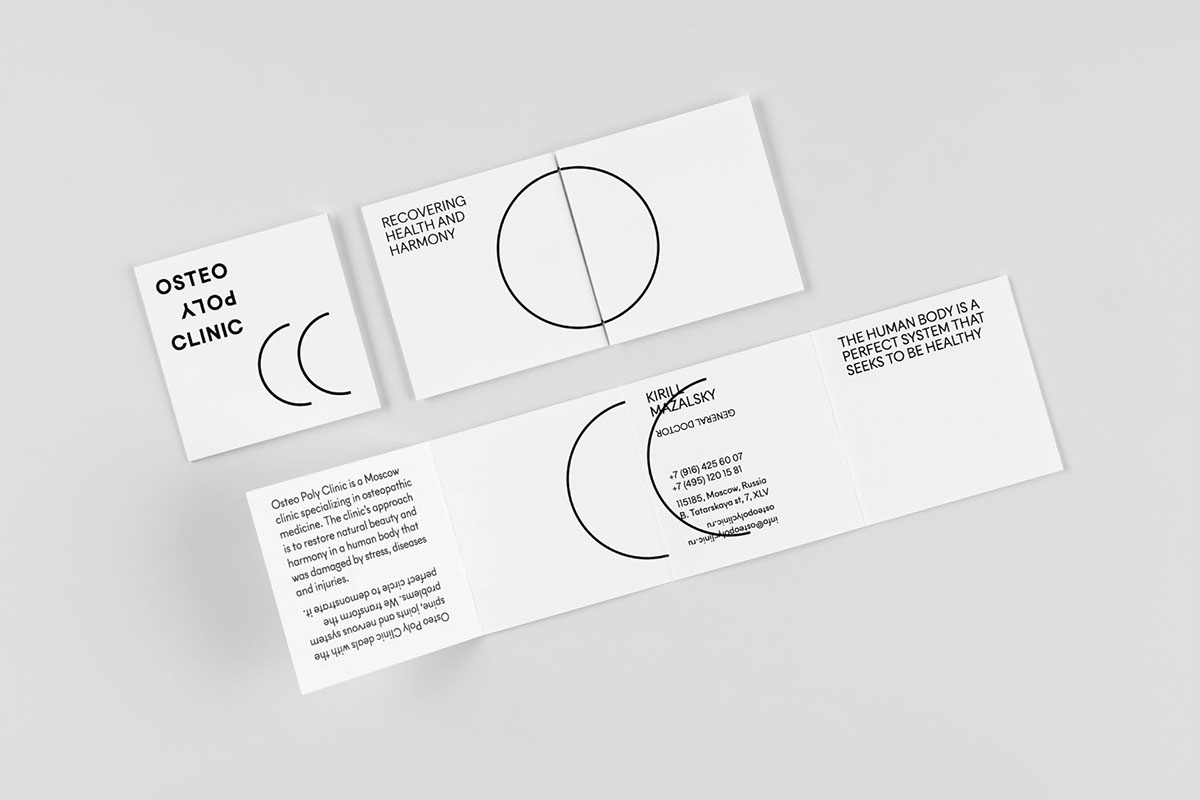 OSTEO
POLY
CLINIC
RECOVERING
HEALTH AND
HARMONY
Osteo Poly Clinic is a Moscow
clinic specializing in osteopathic
medicine. The clinic's approach
is to restore natural beauty and
harmony in a human body that
was damaged by stress, diseases
and injuries.
Osteo Poly Clinic deals with the
spine, joints and nervous system
problems. We transform the
perfect circle to demonstrate it.
KIRILL
MAZALSKY
GENERAL DOCTOR
+7 (916) 425 60 07
+7 (495) 120 15 81
115185, Moscow, Russia
B. Tatarskaya st, 7, XLV
info@osteopolyclinic.ru
osteopolyclinic.ru
THE HUMAN BODY IS A
PERFECT SYSTEM THAT
SEEKS TO BE HEALTHY